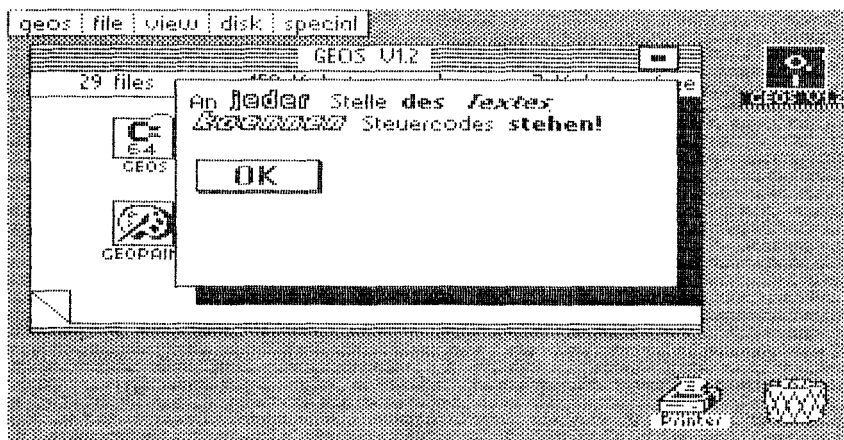 geos file view disk special
GEOS V1.2
29 files
An jeder Stelle des Textes
koennen Steuercodes stehen!
OK
C=
64
GEOS
Printer